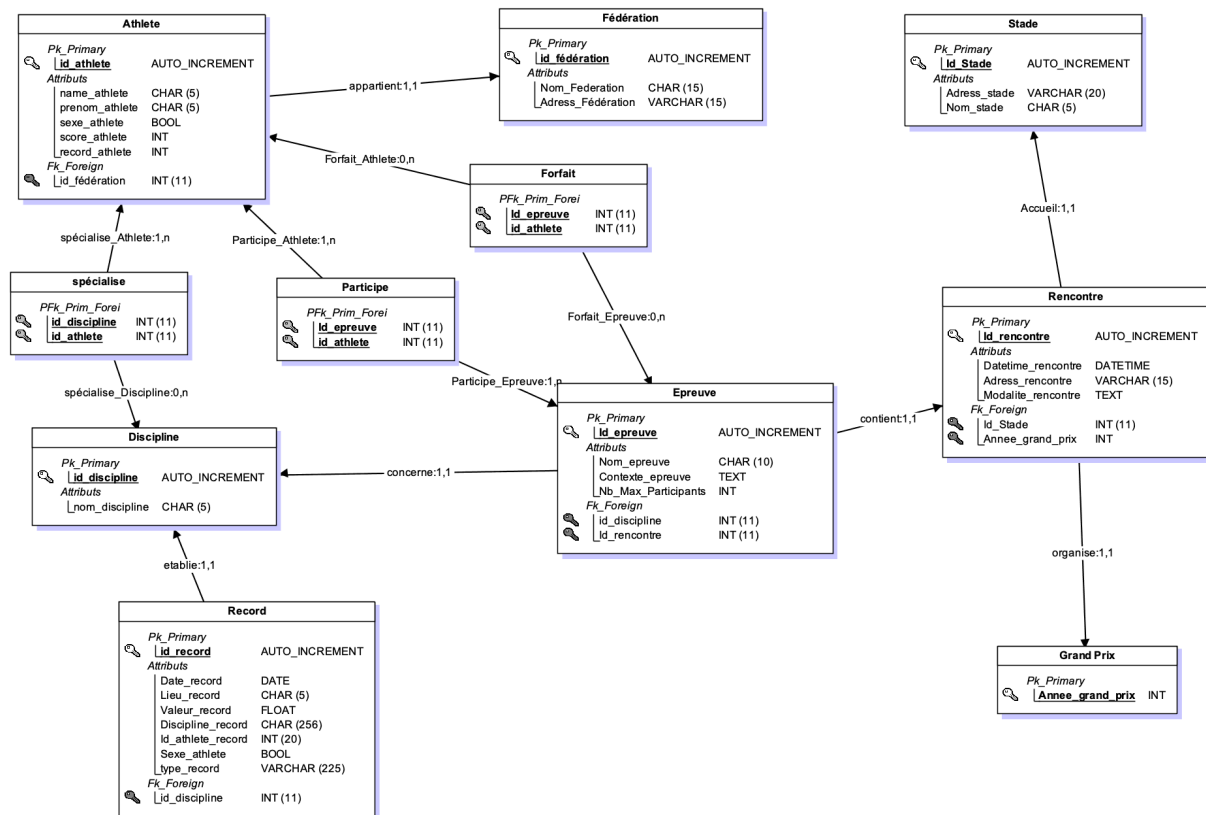 Athlete
Pk_Primary
id_athlete AUTO_INCREMENT
Attributs
name_athlete CHAR (5)
prenom_athlete CHAR (5)
sexe_athlete BOOL
score_athlete INT
record_athlete INT
Fk_Foreign
id_fédération INT (11)
appartient:1,1
Fédération
Pk_Primary
id_fédération AUTO_INCREMENT
Attributs
Nom_Federation CHAR (15)
Adress_Fédération VARCHAR (15)
Stade
Pk_Primary
Id_Stade AUTO_INCREMENT
Attributs
Adress_stade VARCHAR (20)
Nom_stade CHAR (5)
Forfait_Athlete:0,n
Forfait
PFk_Prim_Forei
Id_epreuve INT (11)
id_athlete INT (11)
Accueil:1,1
spécialise_Athlete:1,n
Participe_Athlete:1,n
spécialise
PFk_Prim_Forei
id_discipline INT (11)
id_athlete INT (11)
Participe
PFk_Prim_Forei
Id_epreuve INT (11)
id_athlete INT (11)
Forfait_Epreuve:0,n
Rencontre
Pk_Primary
Id_rencontre AUTO_INCREMENT
Attributs
Datetime_rencontre DATETIME
Adress_rencontre VARCHAR (15)
Modalite_rencontre TEXT
Fk_Foreign
Id_Stade INT (11)
Annee_grand_prix INT
spécialise_Discipline:0,n
Participe_Epreuve:1,n
Epreuve
Pk_Primary
Id_epreuve AUTO_INCREMENT
Attributs
Nom_epreuve CHAR (10)
Contexte_epreuve TEXT
Nb_Max_Participants INT
Fk_Foreign
id_discipline INT (11)
Id_rencontre INT (11)
contient:1,1
Discipline
Pk_Primary
id_discipline AUTO_INCREMENT
Attributs
nom_discipline CHAR (5)
concerne:1,1
etablie:1,1
organise:1,1
Record
Pk_Primary
id_record AUTO_INCREMENT
Attributs
Date_record DATE
Lieu_record CHAR (5)
Valeur_record FLOAT
Discipline_record CHAR (256)
Id_athlete_record INT (20)
Sexe_athlete BOOL
type_record VARCHAR (225)
Fk_Foreign
id_discipline INT (11)
Grand Prix
Pk_Primary
Annee_grand_prix INT